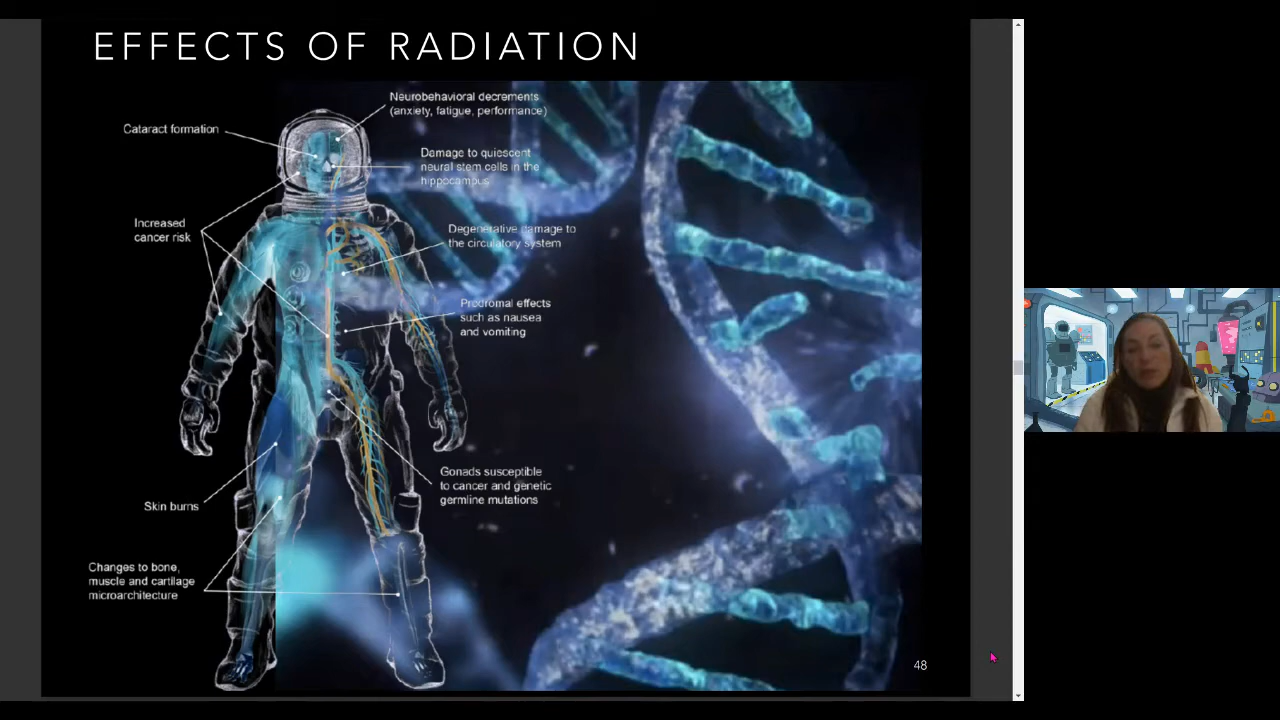 EFFECTS OF RADIATION
Neurobehavioral decrements
(anxiety, fatigue, performance)
Cataract formation
Damage to quiescent
neural stem cells in the
hippocampus
Increased
cancer risk
Degenerative damage to
the circulatory system
Prodromal effects
such as nausea
and vomiting
Gonads susceptible
to cancer and genetic
germline mutations
Skin burns
Changes to bone,
muscle and cartilage
microarchitecture
48